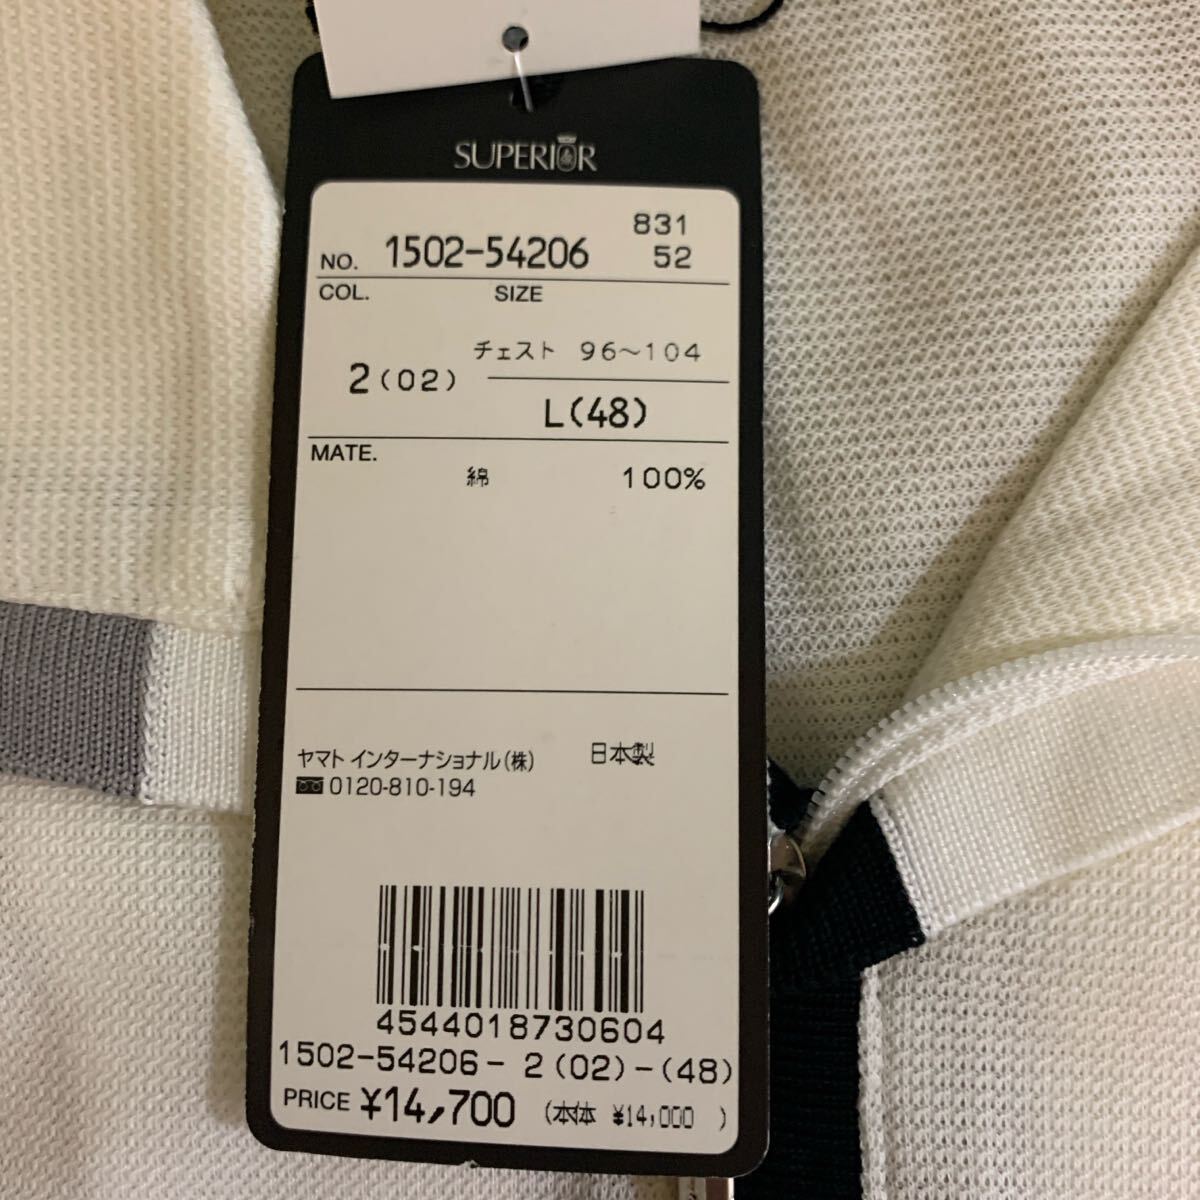 SUPERIOR
831
NO. 1502-54206 52
COL. SIZE
チェスト 96～104
2(02)
L(48)
MATE.
綿 100%
ヤマト インターナショナル(株) 日本製
0120-810-194
4544018730604
1502-54206- 2(02)-(48)
PRICE ¥14,700 (本体 ¥14,000 )